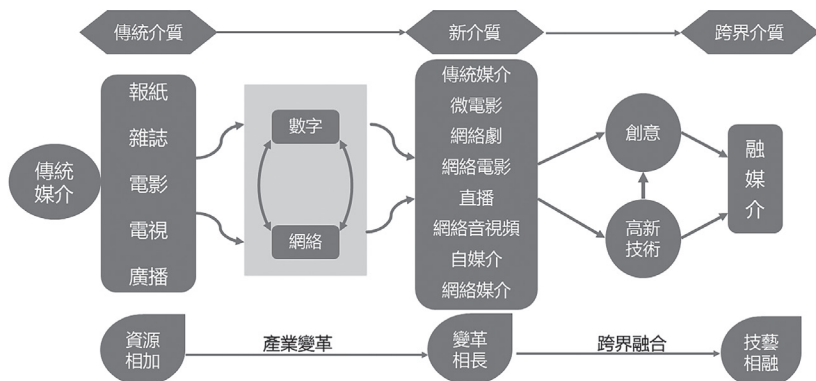 傳統介質
新介質
跨界介質
傳統
媒介
報紙
雜誌
電影
電視
廣播
數字
網絡
傳統媒介
微電影
網絡劇
網絡電影
直播
網絡音視頻
自媒介
網絡媒介
創意
高新
技術
融
媒
介
資源
相加
產業變革
變革
相長
跨界融合
技藝
相融